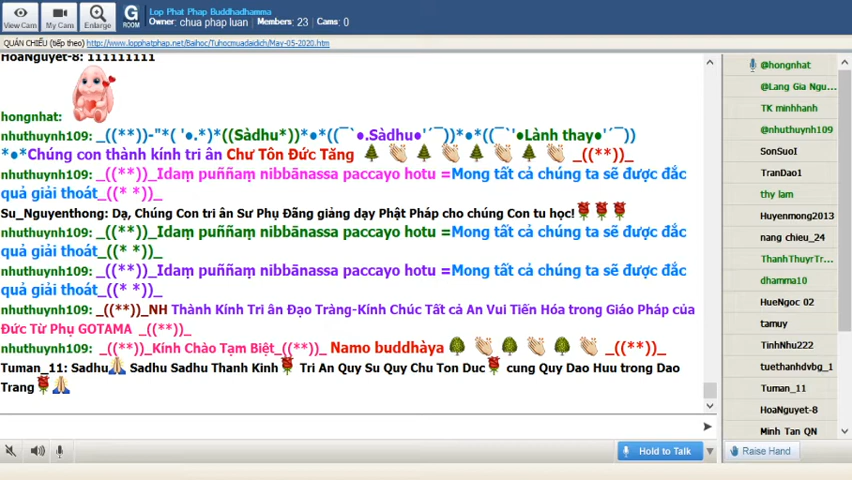 Lop Phat Phap Buddhadhamma
Owner: chua phap luan Members: 23 Cams: 0
View Cam My Cam Enlarge G ROOM
QUÁN CHIẾU (tiếp theo) http://www.lopphatphap.net/Baihoc/Tuhocmuadaidich/May-05-2020.htm
HoaNguyet-8: 111111111
hongnhat:
nhuthuynh109: _((**))-"*( '●.*)*((Sàdhu*))*●*((¯`●.Sàdhu●'´¯))*●*((¯`'●Lành thay●'´¯))
*●*Chúng con thành kính tri ân Chư Tôn Đức Tăng 🌲 👏 🌲 👏 🌲 👏 🌲 👏 _((**))_
nhuthuynh109: _((**))_Idaṃ puññaṃ nibbānassa paccayo hotu =Mong tất cả chúng ta sẽ được đắc
quả giải thoát_((* *))_
Su_Nguyenthong: Dạ, Chúng Con tri ân Sư Phụ Đãng giảng dạy Phật Pháp cho chúng Con tu học!🌹🌹🌹
nhuthuynh109: _((**))_Idaṃ puññaṃ nibbānassa paccayo hotu =Mong tất cả chúng ta sẽ được đắc
quả giải thoát_((* *))_
nhuthuynh109: _((**))_Idaṃ puññaṃ nibbānassa paccayo hotu =Mong tất cả chúng ta sẽ được đắc
quả giải thoát_((* *))_
nhuthuynh109: _((**))_NH Thành Kính Tri ân Đạo Tràng-Kính Chúc Tất cả An Vui Tiến Hóa trong Giáo Pháp của
Đức Từ Phụ GOTAMA _((**))_
nhuthuynh109: _((**))_Kính Chào Tạm Biệt_((**))_ Namo buddhàya 🌳 👏 🌳 👏 🌳 👏 _((**))_
Tuman_11: Sadhu🙏 Sadhu Sadhu Thanh Kinh🌹 Tri An Quy Su Quy Chu Ton Duc🌹 cung Quy Dao Huu trong Dao
Trang🌹🙏
@hongnhat
@Lang Gia Ngu...
TK minhhanh
@nhuthuynh109
SonSuoI
TranDao1
thy lam
Huyenmong2013
nang chieu_24
ThanhThuyrTr...
dhamma10
HueNgoc 02
tamuy
TinhNhu222
tuethanhdvbg_1
Tuman_11
HoaNguyet-8
Minh Tan QN
Hold to Talk
Raise Hand